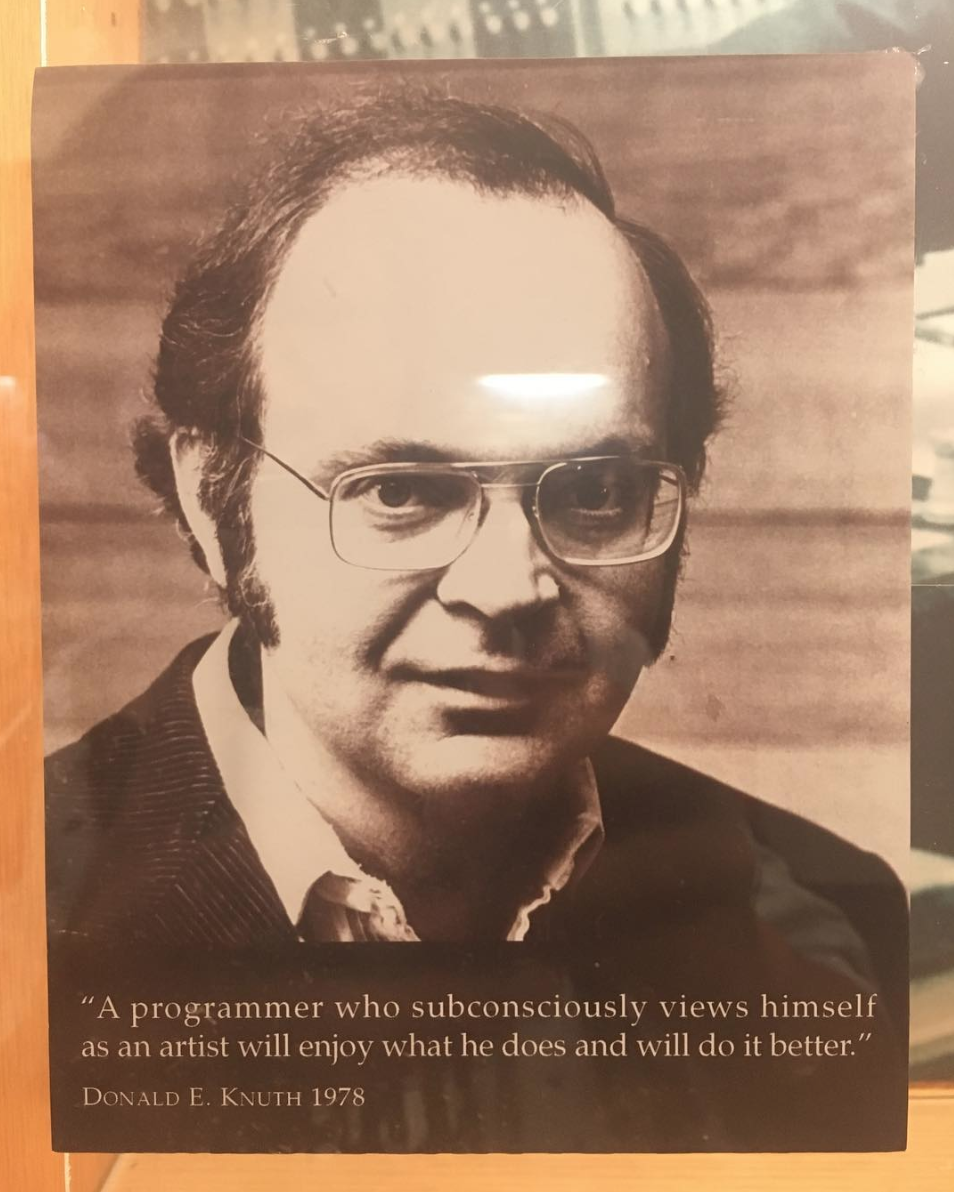 “A programmer who subconsciously views himself
as an artist will enjoy what he does and will do it better.”
DONALD E. KNUTH 1978